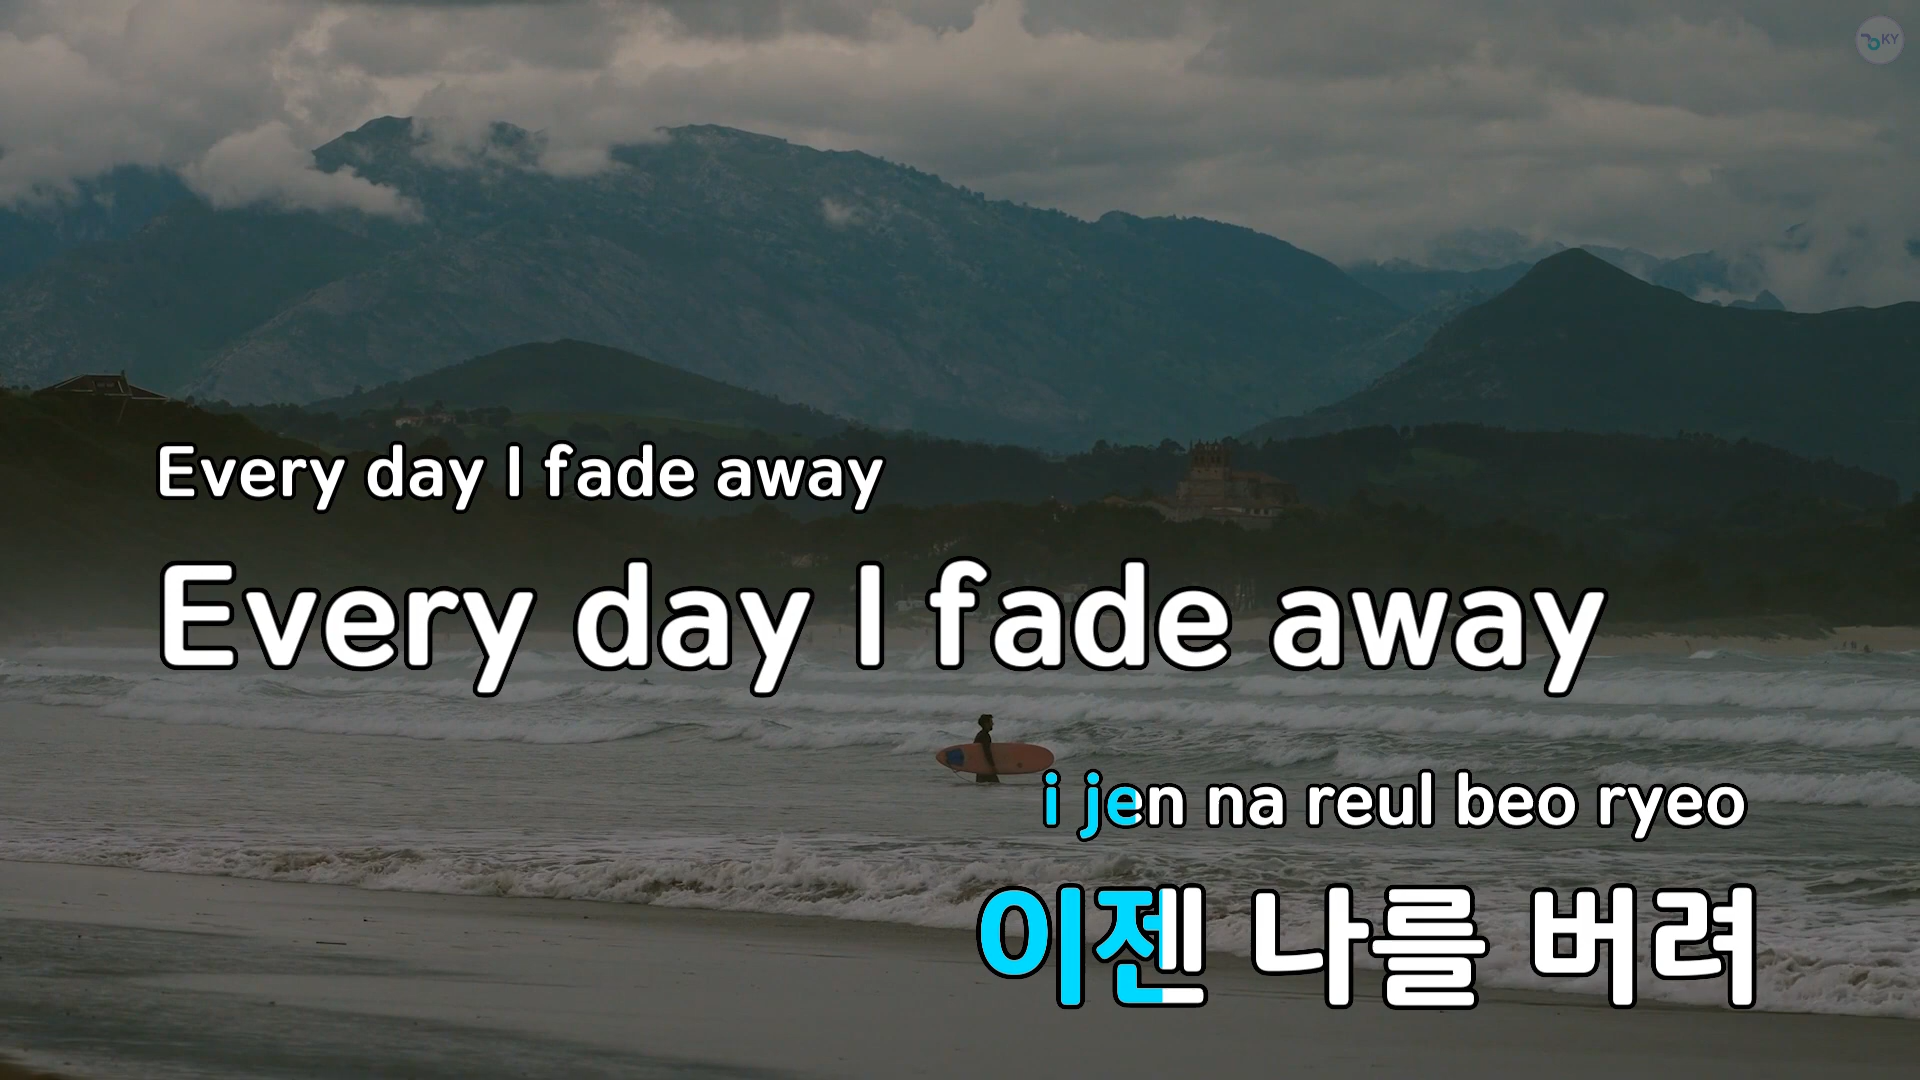 KY
Every day I fade away
Every day I fade away
i jen na reul beo ryeo
이젠 나를 버려